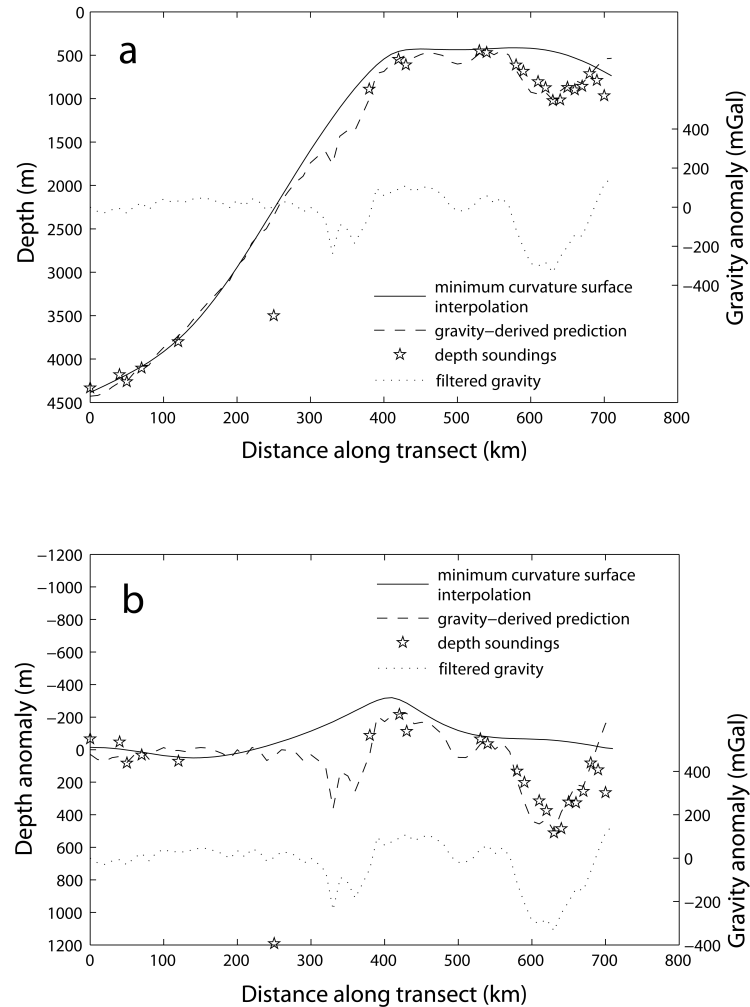 a
0
500
1000
1500
2000
2500
3000
3500
4000
4500
Depth (m)
400
200
0
−200
−400
Gravity anomaly (mGal)
minimum curvature surface
interpolation
gravity−derived prediction
depth soundings
filtered gravity
0 100 200 300 400 500 600 700 800
Distance along transect (km)
b
−1200
−1000
−800
−600
−400
−200
0
200
400
600
800
1000
1200
Depth anomaly (m)
minimum curvature surface
interpolation
gravity−derived prediction
depth soundings
filtered gravity
400
200
0
−200
−400
Gravity anomaly (mGal)
0 100 200 300 400 500 600 700 800
Distance along transect (km)